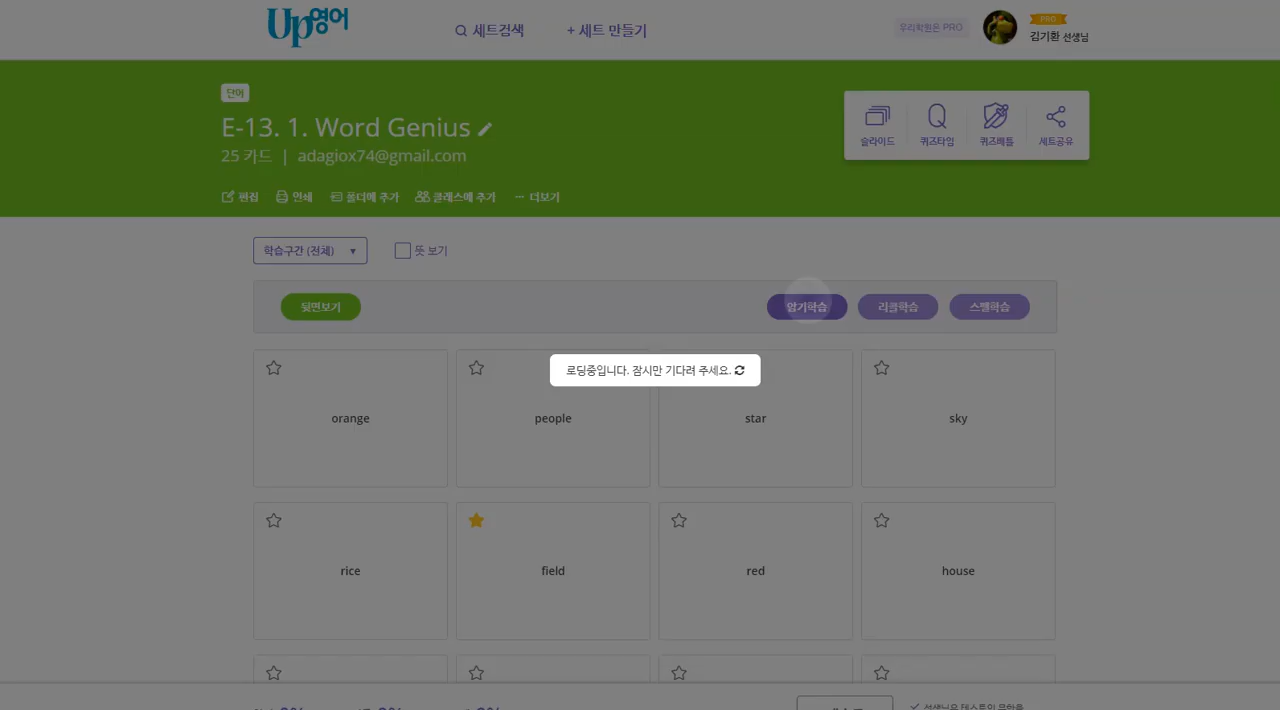 Up영어
세트검색
+ 세트 만들기
우리학원은 PRO
PRO
김기환 선생님
단어
E-13. 1. Word Genius
25 카드 | adagiox74@gmail.com
편집 인쇄 폴더에 추가 클래스에 추가 ··· 더보기
슬라이드 퀴즈타임 퀴즈배틀 세트공유
학습구간 (전체) ▼ 뜻 보기
뒷면보기 암기학습 리콜학습 스펠학습
로딩중입니다. 잠시만 기다려 주세요.
orange people star sky
rice field red house